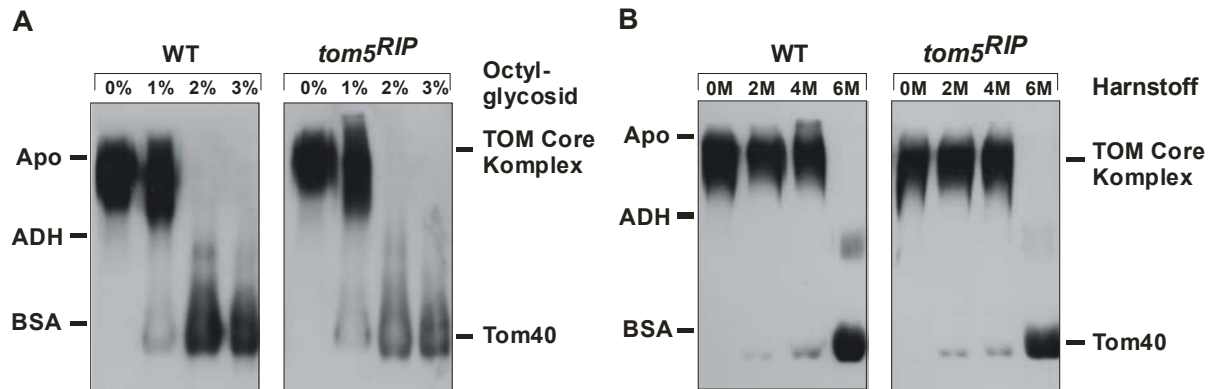 A
WT
tom5RIP
0% 1% 2% 3%
0% 1% 2% 3%
Octyl-
glycosid
Apo
ADH
BSA
TOM Core
Komplex
Tom40
B
WT
tom5RIP
0M 2M 4M 6M
0M 2M 4M 6M
Harnstoff
Apo
ADH
BSA
TOM Core
Komplex
Tom40